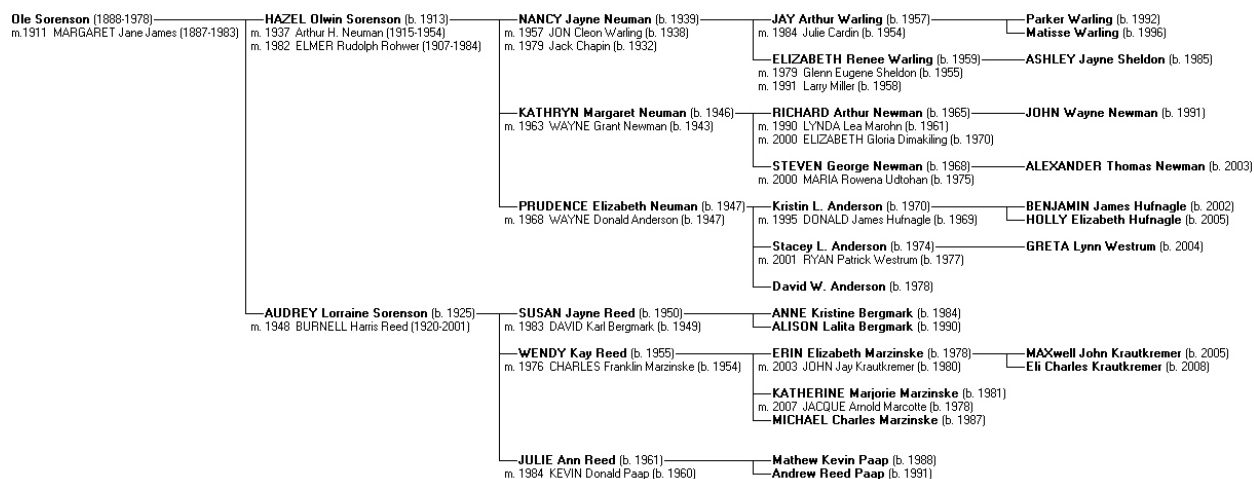 Ole Sorenson (1888-1978)
m.1911 MARGARET Jane James (1887-1983)
HAZEL Olwin Sorenson (b. 1913)
m. 1937 Arthur H. Neuman (1915-1954)
m. 1982 ELMER Rudolph Rohwer (1907-1984)
NANCY Jayne Neuman (b. 1939)
m. 1957 JON Cleon Warling (b. 1938)
m. 1979 Jack Chapin (b. 1932)
JAY Arthur Warling (b. 1957)
m. 1984 Julie Cardin (b. 1954)
Parker Warling (b. 1992)
Matisse Warling (b. 1996)
ELIZABETH Renee Warling (b. 1959)
m. 1979 Glenn Eugene Sheldon (b. 1955)
m. 1991 Larry Miller (b. 1958)
ASHLEY Jayne Sheldon (b. 1985)
KATHRYN Margaret Neuman (b. 1946)
m. 1963 WAYNE Grant Newman (b. 1943)
RICHARD Arthur Newman (b. 1965)
m. 1990 LYNDA Lea Marohn (b. 1961)
m. 2000 ELIZABETH Gloria Dimakiling (b. 1970)
JOHN Wayne Newman (b. 1991)
STEVEN George Newman (b. 1968)
m. 2000 MARIA Rowena Udtohan (b. 1975)
ALEXANDER Thomas Newman (b. 2003)
PRUDENCE Elizabeth Neuman (b. 1947)
m. 1968 WAYNE Donald Anderson (b. 1947)
Kristin L. Anderson (b. 1970)
m. 1995 DONALD James Hufnagle (b. 1969)
BENJAMIN James Hufnagle (b. 2002)
HOLLY Elizabeth Hufnagle (b. 2005)
Stacey L. Anderson (b. 1974)
m. 2001 RYAN Patrick Westrum (b. 1977)
GRETA Lynn Westrum (b. 2004)
David W. Anderson (b. 1978)
AUDREY Lorraine Sorenson (b. 1925)
m. 1948 BURNELL Harris Reed (1920-2001)
SUSAN Jayne Reed (b. 1950)
m. 1983 DAVID Karl Bergmark (b. 1949)
ANNE Kristine Bergmark (b. 1984)
ALISON Lalita Bergmark (b. 1990)
WENDY Kay Reed (b. 1955)
m. 1976 CHARLES Franklin Marzinske (b. 1954)
ERIN Elizabeth Marzinske (b. 1978)
m. 2003 JOHN Jay Krautkremer (b. 1980)
MAXwell John Krautkremer (b. 2005)
Eli Charles Krautkremer (b. 2008)
KATHERINE Marjorie Marzinske (b. 1981)
m. 2007 JACQUE Arnold Marcotte (b. 1978)
MICHAEL Charles Marzinske (b. 1987)
JULIE Ann Reed (b. 1961)
m. 1984 KEVIN Donald Paap (b. 1960)
Mathew Kevin Paap (b. 1988)
Andrew Reed Paap (b. 1991)